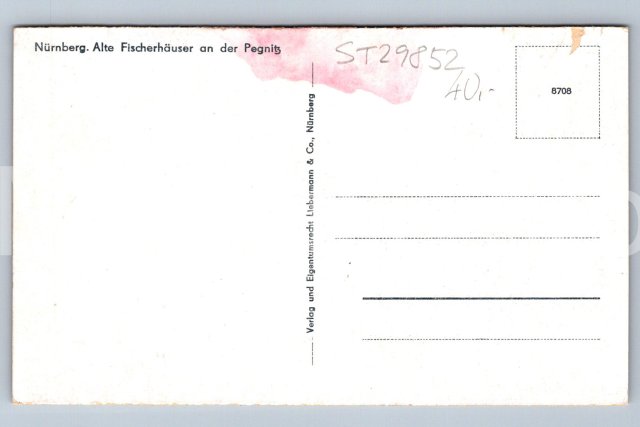 Nürnberg. Alte Fischerhäuser an der Pegnitz
ST29852
40,-
8708
Verlag und Eigentumsrecht Liebermann & Co., Nürnberg